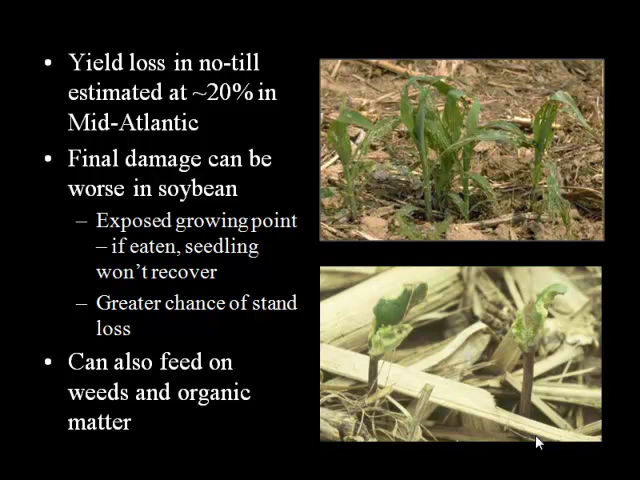 • Yield loss in no-till
estimated at ~20% in
Mid-Atlantic
• Final damage can be
worse in soybean
– Exposed growing point
– if eaten, seedling
won't recover
– Greater chance of stand
loss
• Can also feed on
weeds and organic
matter